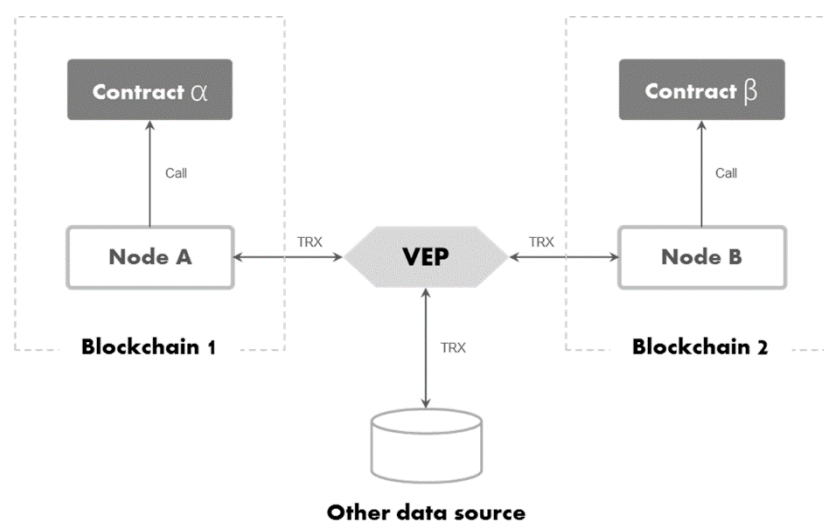 Contract α
Contract β
Call
Call
Node A
TRX
VEP
TRX
Node B
Blockchain 1
TRX
Blockchain 2
Other data source